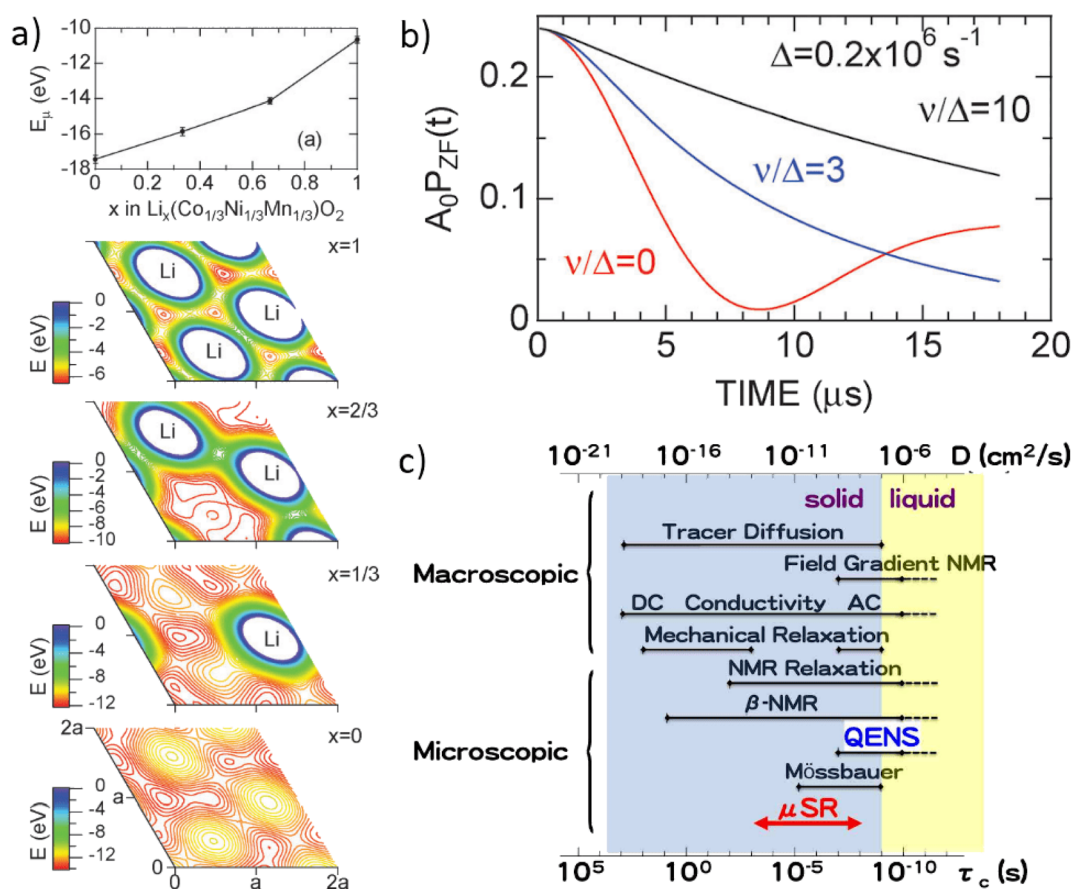 a)
-10
-12
-14
-16
-18
E_μ (eV)
(a)
0 0.2 0.4 0.6 0.8 1
x in Li_x(Co_1/3Ni_1/3Mn_1/3)O_2
x=1
Li
Li
Li
E (eV)
0
-2
-4
-6
x=2/3
Li
Li
E (eV)
0
-2
-4
-6
-8
-10
x=1/3
Li
E (eV)
0
-4
-8
-12
x=0
2a
a
0
E (eV)
0
-4
-8
-12
0 a 2a
b)
A_0P_ZF(t)
0.2
0.1
0
Δ=0.2x10^6 s^-1
ν/Δ=10
ν/Δ=3
ν/Δ=0
0 5 10 15 20
TIME (μs)
c)
10^-21 10^-16 10^-11 10^-6 D (cm^2/s)
solid liquid
Macroscopic
Tracer Diffusion
Field Gradient NMR
DC Conductivity AC
Mechanical Relaxation
Microscopic
NMR Relaxation
β-NMR
QENS
Mössbauer
μSR
10^5 10^0 10^-5 10^-10 τ_c (s)